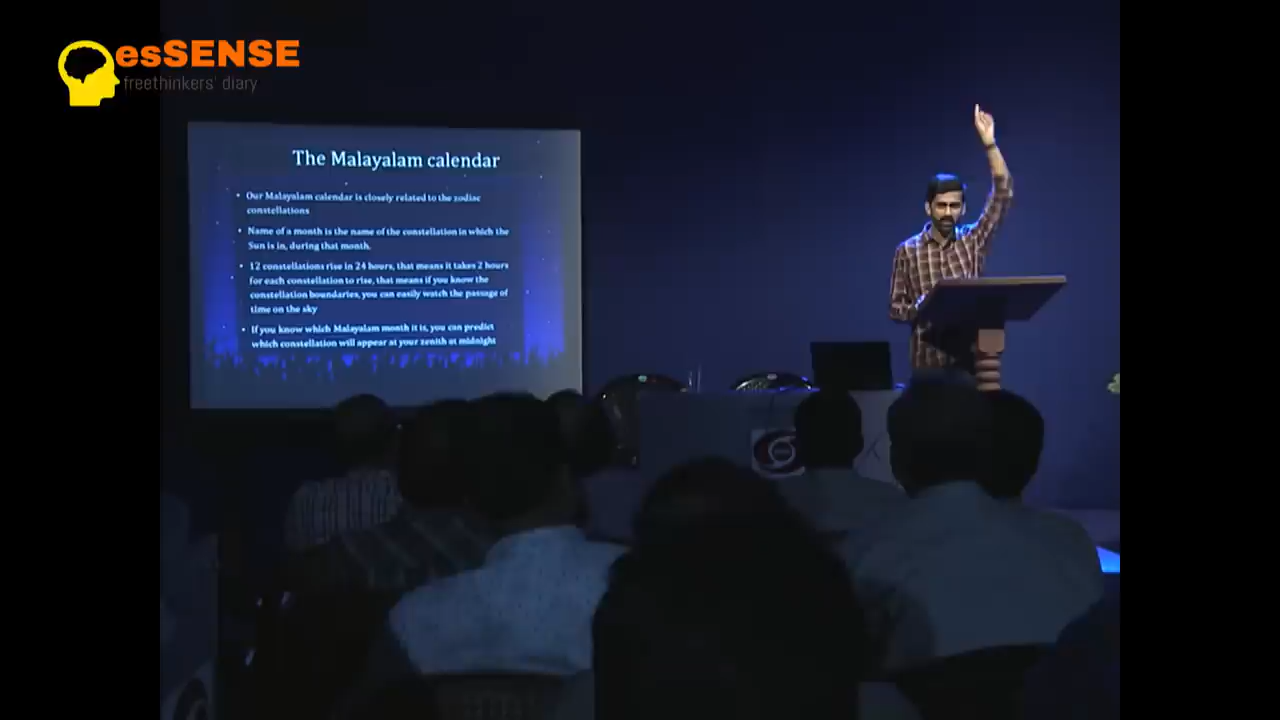 esSENSE
freethinkers' diary
The Malayalam calendar
• Our Malayalam calendar is closely related to the zodiac
constellations
• Name of a month is the name of the constellation in which the
Sun is in, during that month.
• 12 constellations rise in 24 hours, that means it takes 2 hours
for each constellation to rise, that means if you know the
constellation boundaries, you can easily watch the passage of
time on the sky
• If you know which Malayalam month it is, you can predict
which constellation will appear at your zenith at midnight